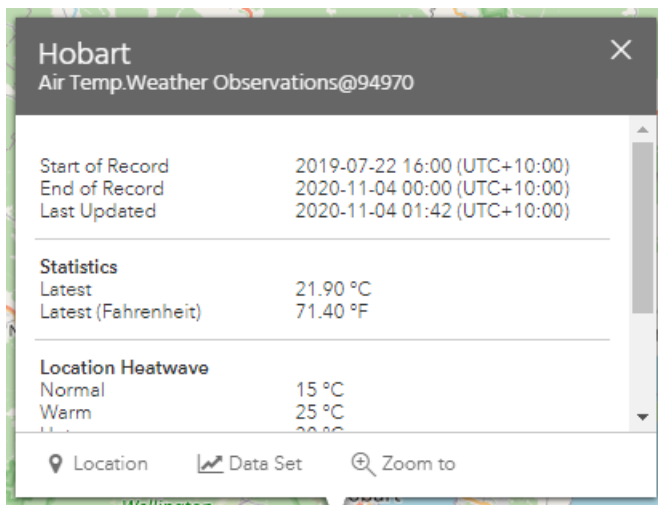 Hobart
Air Temp.Weather Observations@94970
Start of Record 2019-07-22 16:00 (UTC+10:00)
End of Record 2020-11-04 00:00 (UTC+10:00)
Last Updated 2020-11-04 01:42 (UTC+10:00)
Statistics
Latest 21.90 °C
Latest (Fahrenheit) 71.40 °F
Location Heatwave
Normal 15 °C
Warm 25 °C
Location Data Set Zoom to